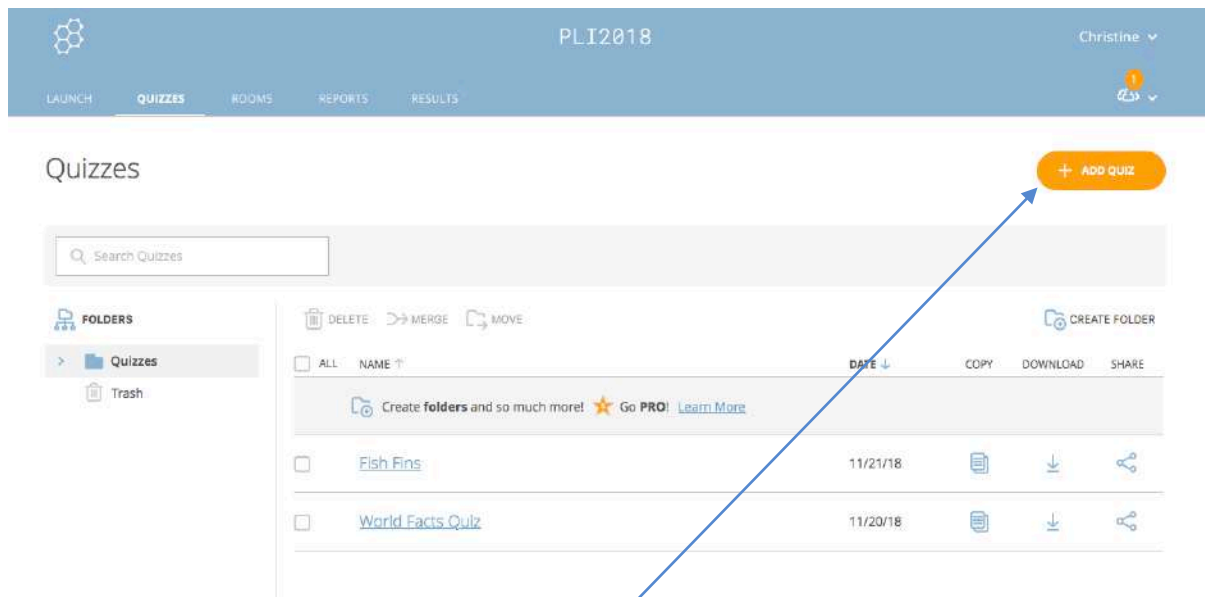 PLI2018
Christine
1
LAUNCH QUIZZES ROOMS REPORTS RESULTS
Quizzes
+ ADD QUIZ
Search Quizzes
FOLDERS
DELETE MERGE MOVE
CREATE FOLDER
Quizzes
Trash
ALL NAME ↑ DATE ↓ COPY DOWNLOAD SHARE
Create folders and so much more! Go PRO! Learn More
Fish Fins 11/21/18
World Facts Quiz 11/20/18